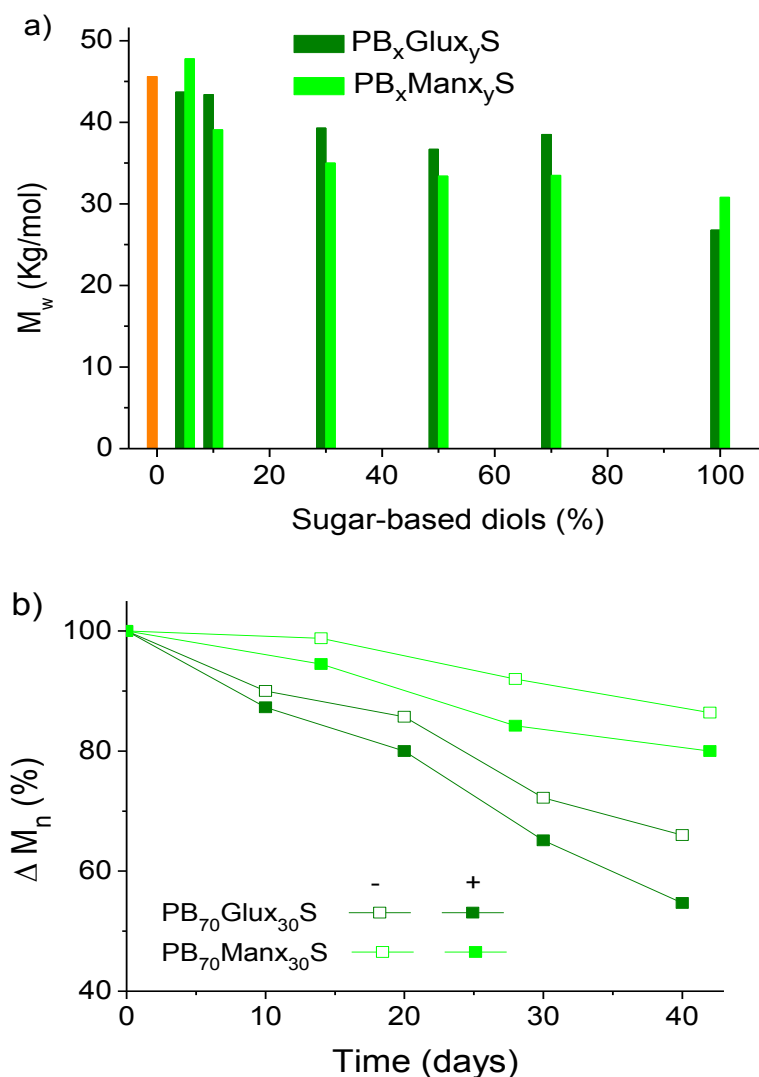 a)
PBxGluxyS
PBxManxyS
50
40
30
20
10
0
Mw (Kg/mol)
0 20 40 60 80 100
Sugar-based diols (%)
b)
100
80
60
40
Δ Mn (%)
- +
PB70Glux30S
PB70Manx30S
0 10 20 30 40
Time (days)